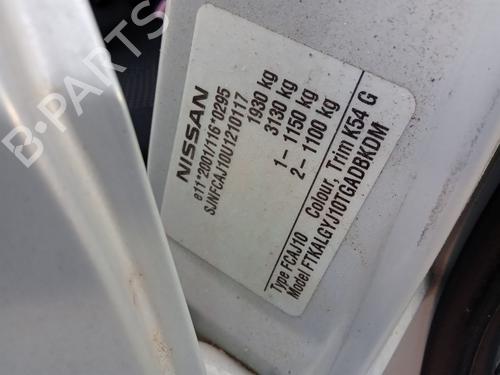 NISSAN
e11*2001/116*0295
SJNFCAJ10U1210117
1930 kg
3130 kg
1 - 1150 kg
2 - 1100 kg
Type FCAJ10 Colour, Trim K54 G
Model FTKALGYJ10TGADBKDM
B-PARTS